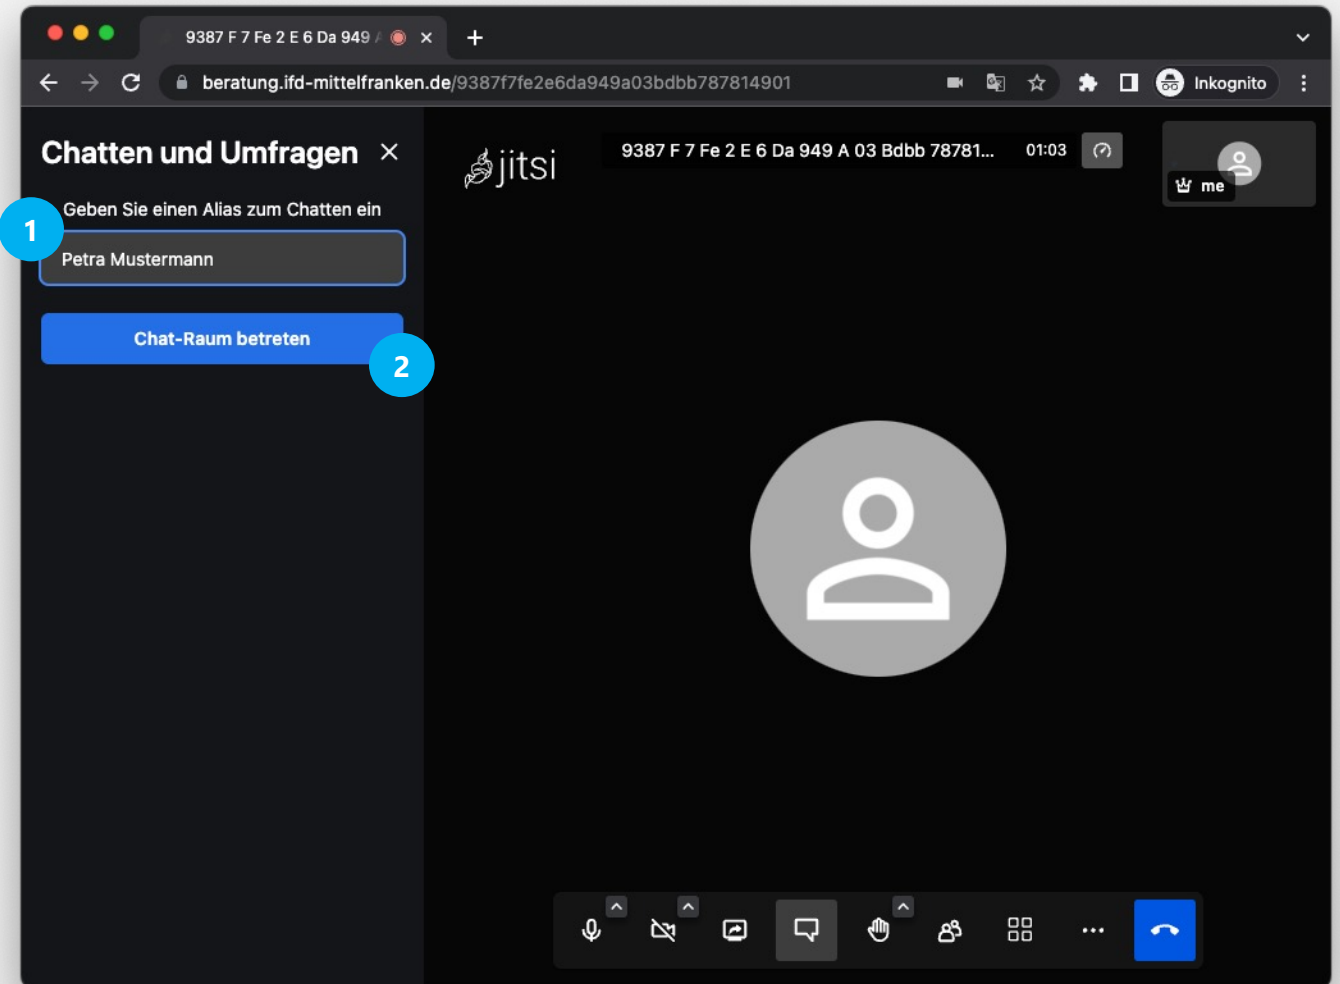 9387 F 7 Fe 2 E 6 Da 949
beratung.ifd-mittelfranken.de/9387f7fe2e6da949a03bdbb787814901
Inkognito
Chatten und Umfragen
jitsi
9387 F 7 Fe 2 E 6 Da 949 A 03 Bdbb 78781...
01:03
me
Geben Sie einen Alias zum Chatten ein
1
Petra Mustermann
Chat-Raum betreten
2